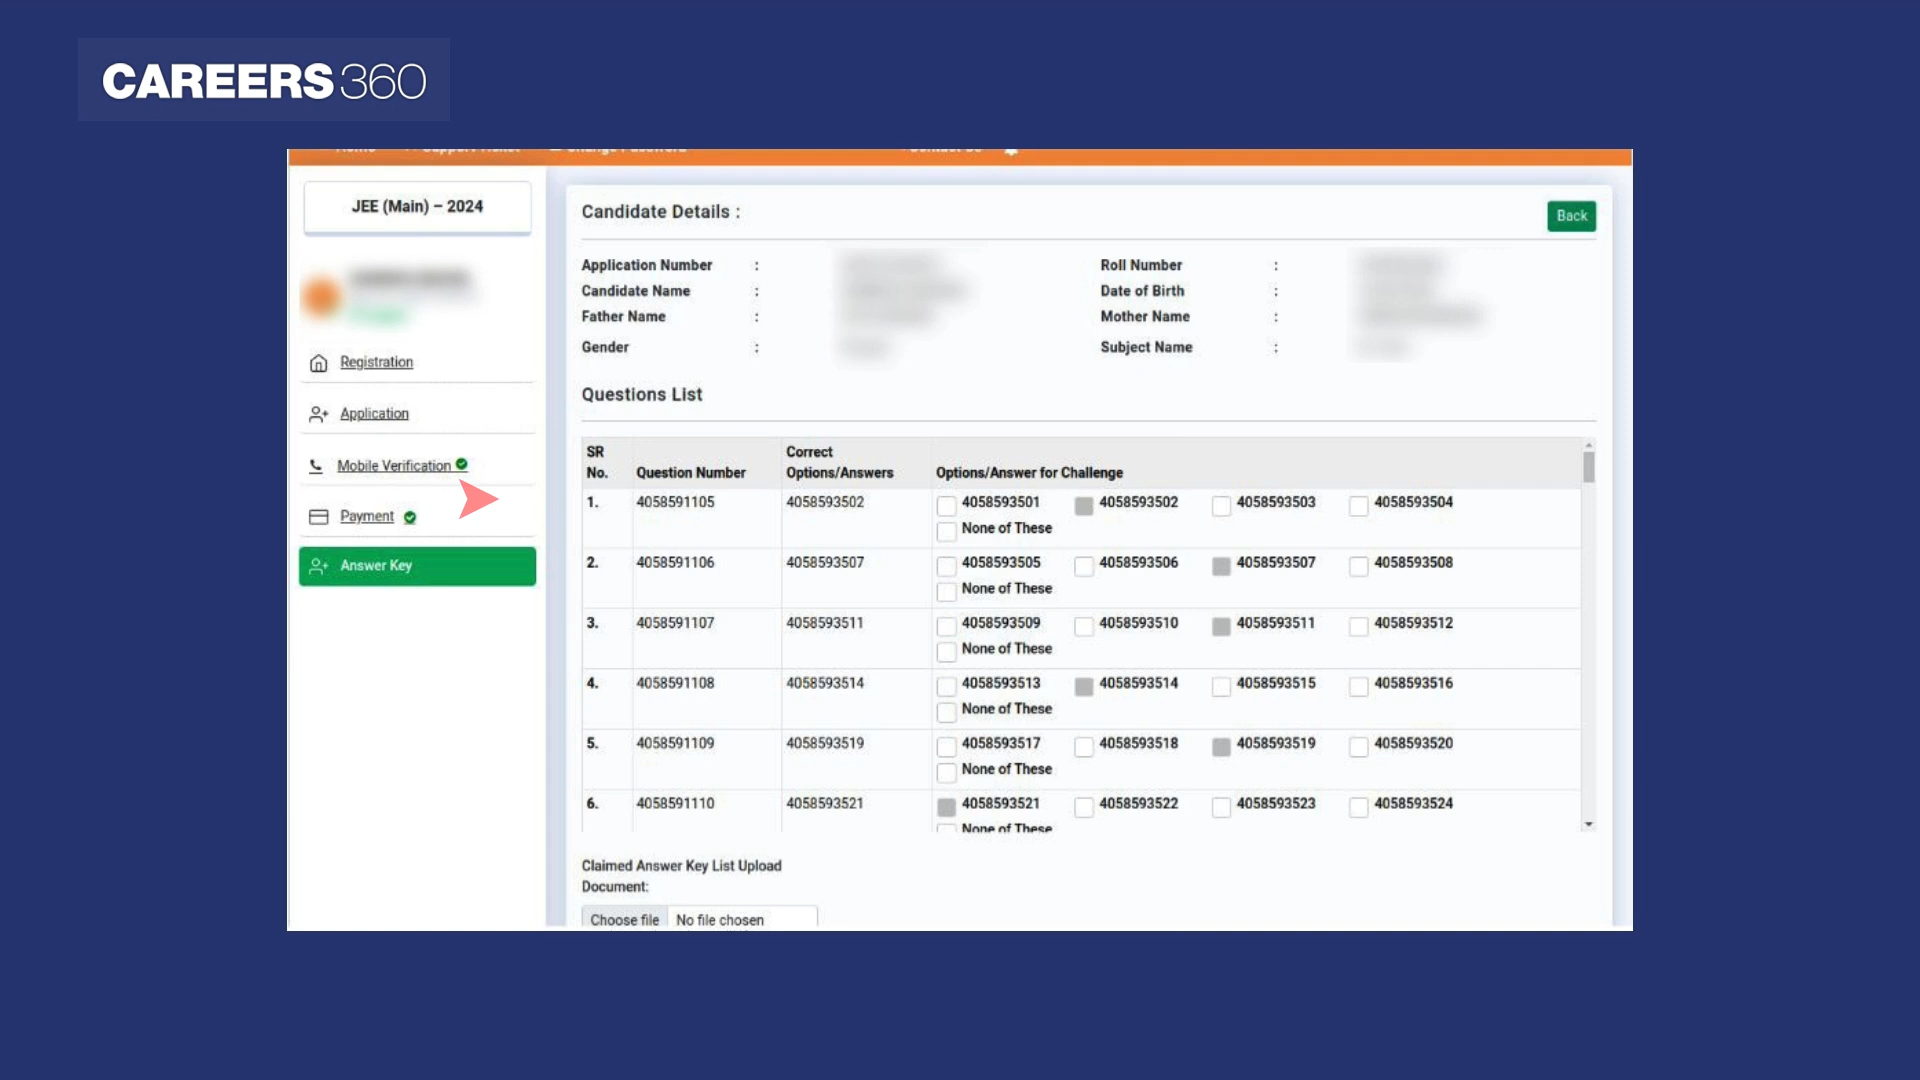 CAREERS360
JEE (Main) – 2024
Registration
Application
Mobile Verification
Payment
Answer Key
Candidate Details :
Back
Application Number :
Roll Number :
Candidate Name :
Date of Birth :
Father Name :
Mother Name :
Gender :
Subject Name :
Questions List
SR No. Question Number Correct Options/Answers Options/Answer for Challenge
1. 4058591105 4058593502 4058593501 4058593502 4058593503 4058593504
None of These
2. 4058591106 4058593507 4058593505 4058593506 4058593507 4058593508
None of These
3. 4058591107 4058593511 4058593509 4058593510 4058593511 4058593512
None of These
4. 4058591108 4058593514 4058593513 4058593514 4058593515 4058593516
None of These
5. 4058591109 4058593519 4058593517 4058593518 4058593519 4058593520
None of These
6. 4058591110 4058593521 4058593521 4058593522 4058593523 4058593524
None of These
Claimed Answer Key List Upload
Document:
Choose file No file chosen